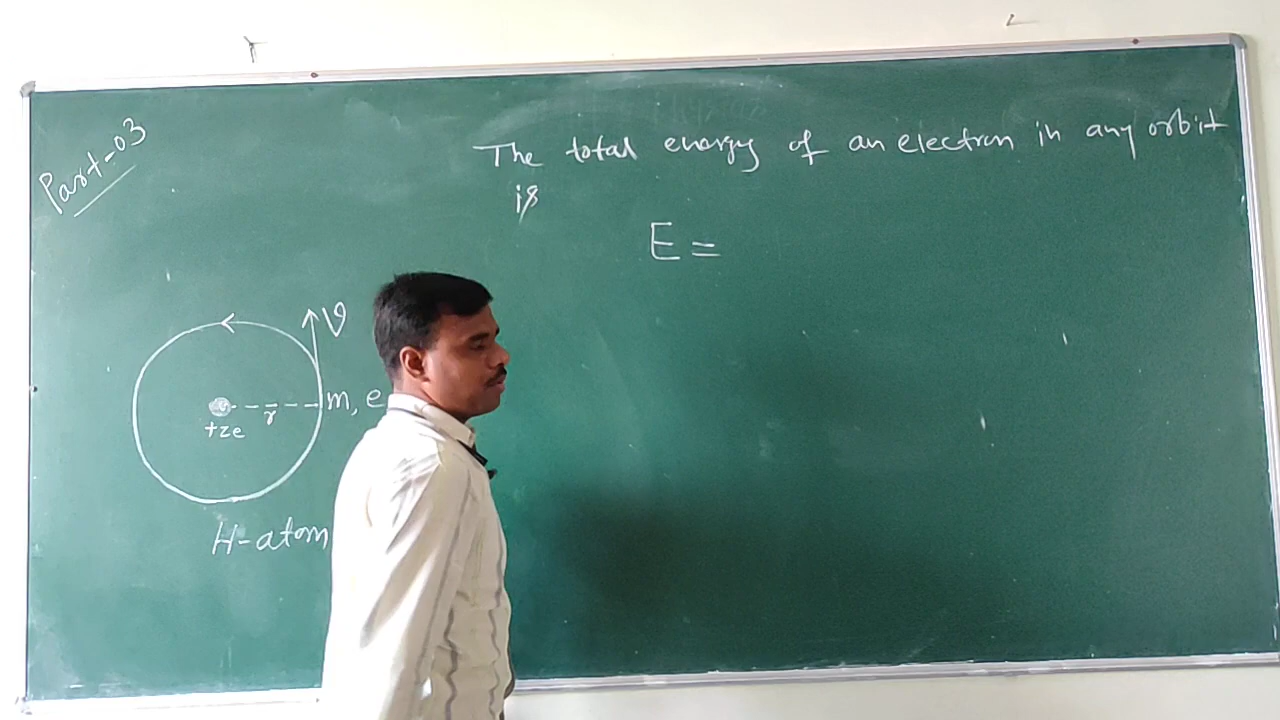 Part-03
The total energy of an electron in any orbit
is
E =
V
m, e
r
+ze
H-atom